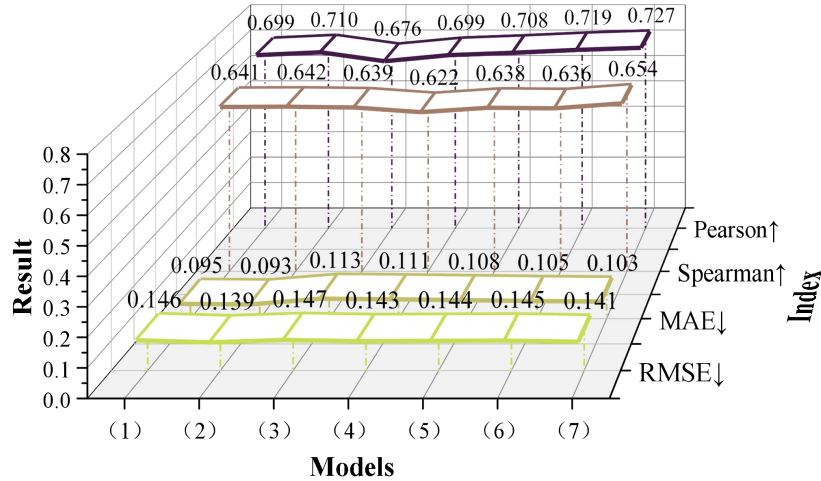 0.699 0.710 0.676 0.699 0.708 0.719 0.727
0.641 0.642 0.639 0.622 0.638 0.636 0.654
0.095 0.093 0.113 0.111 0.108 0.105 0.103
0.146 0.139 0.147 0.143 0.144 0.145 0.141
0.8
0.7
0.6
0.5
0.4
0.3
0.2
0.1
0.0
Result
Pearson↑
Spearman↑
MAE↓
RMSE↓
Index
(1) (2) (3) (4) (5) (6) (7)
Models